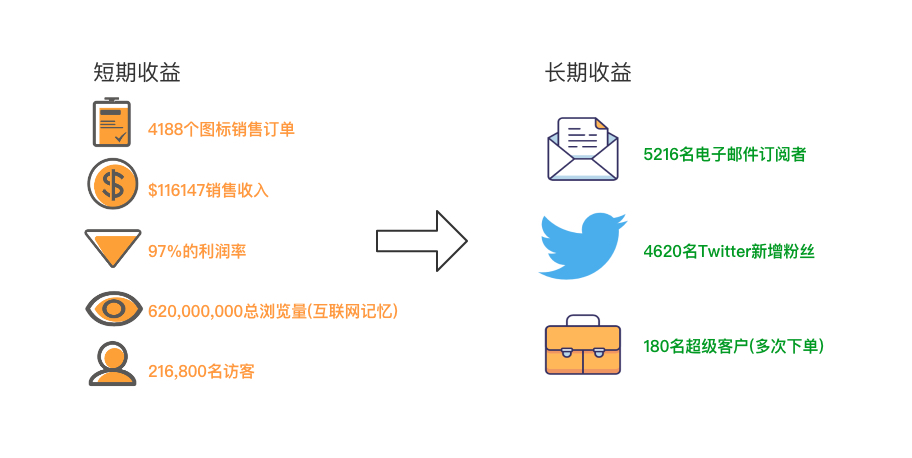 短期收益
4188个图标销售订单
$116147销售收入
97%的利润率
620,000,000总浏览量(互联网记忆)
216,800名访客
长期收益
5216名电子邮件订阅者
4620名Twitter新增粉丝
180名超级客户(多次下单)